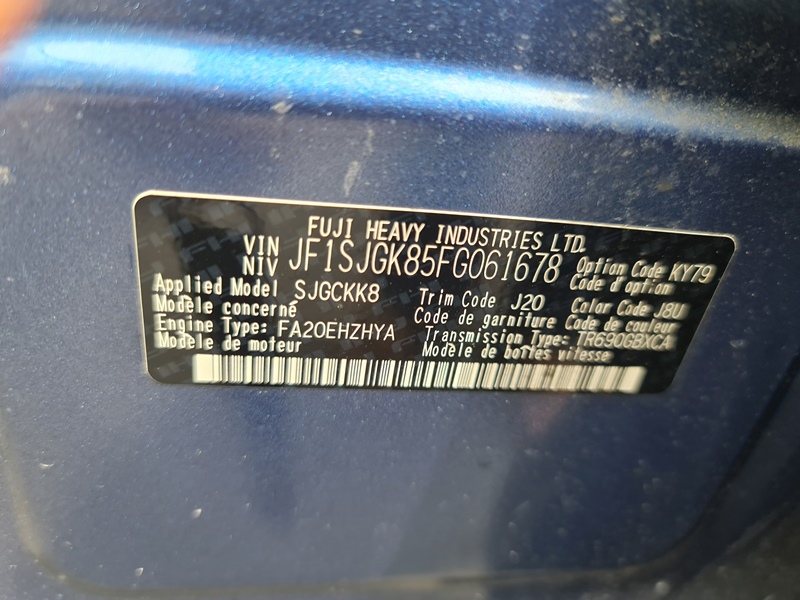 FUJI HEAVY INDUSTRIES LTD.
VIN
NIV JF1SJGK85FG061678 Option Code KY79
Code d'option
Applied Model SJGCKK8 Trim Code J20 Color Code J8U
Modèle concerné Code de garniture Code de couleur
Engine Type: FA20EHZHYA Transmission Type: TR690GBXCA
Modèle de moteur Modèle de boîtes vitesse